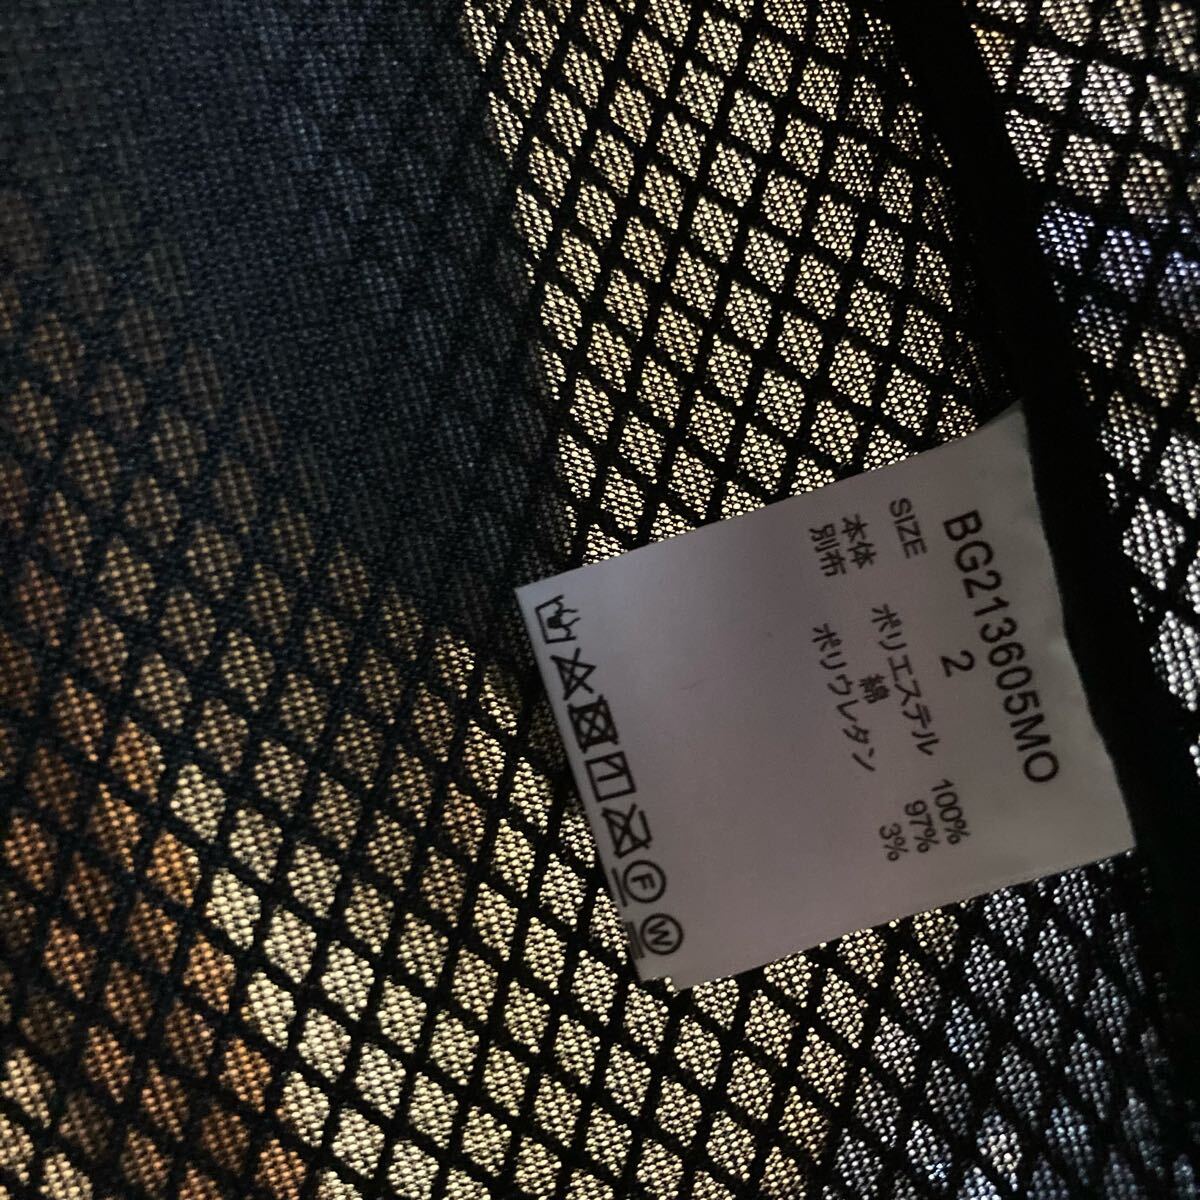 BG213605MO
SIZE 2
本体 ポリエステル 100%
別布 綿 97%
ポリウレタン 3%
F
W